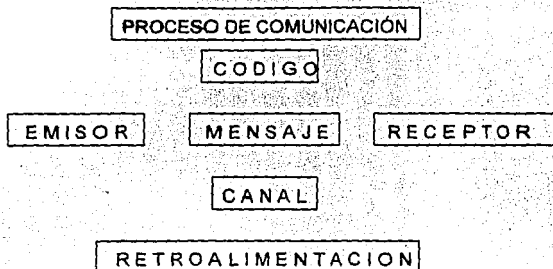 PROCESO DE COMUNICACIÓN
CODIGO
EMISOR MENSAJE RECEPTOR
CANAL
RETROALIMENTACION